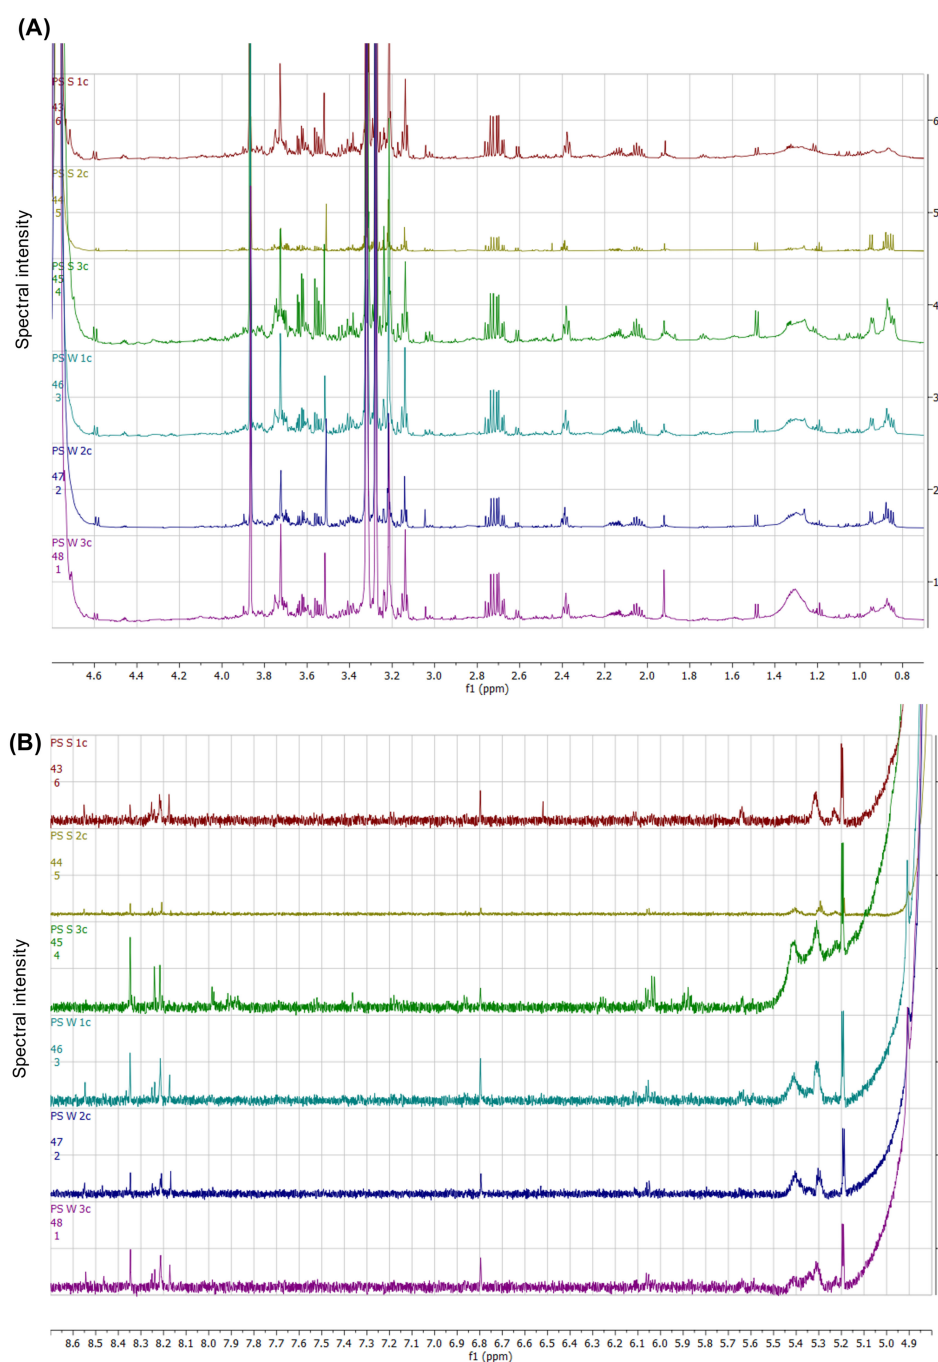 (A)
PS S 1c
43
6
6
PS S 2c
44
5
5
PS S 3c
45
4
4
PS W 1c
46
3
3
PS W 2c
47
2
2
PS W 3c
48
1
1
Spectral intensity
4.6 4.4 4.2 4.0 3.8 3.6 3.4 3.2 3.0 2.8 2.6 2.4 2.2 2.0 1.8 1.6 1.4 1.2 1.0 0.8
f1 (ppm)
(B)
PS S 1c
43
6
PS S 2c
44
5
PS S 3c
45
4
PS W 1c
46
3
PS W 2c
47
2
PS W 3c
48
1
Spectral intensity
8.6 8.5 8.4 8.3 8.2 8.1 8.0 7.9 7.8 7.7 7.6 7.5 7.4 7.3 7.2 7.1 7.0 6.9 6.8 6.7 6.6 6.5 6.4 6.3 6.2 6.1 6.0 5.9 5.8 5.7 5.6 5.5 5.4 5.3 5.2 5.1 5.0 4.9
f1 (ppm)